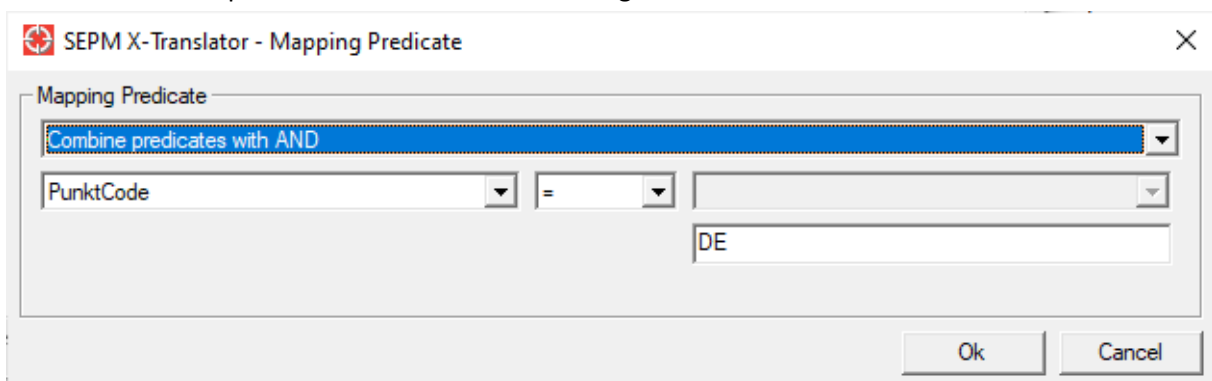 SEPM X-Translator - Mapping Predicate
Mapping Predicate
Combine predicates with AND
PunktCode = 
DE
Ok Cancel